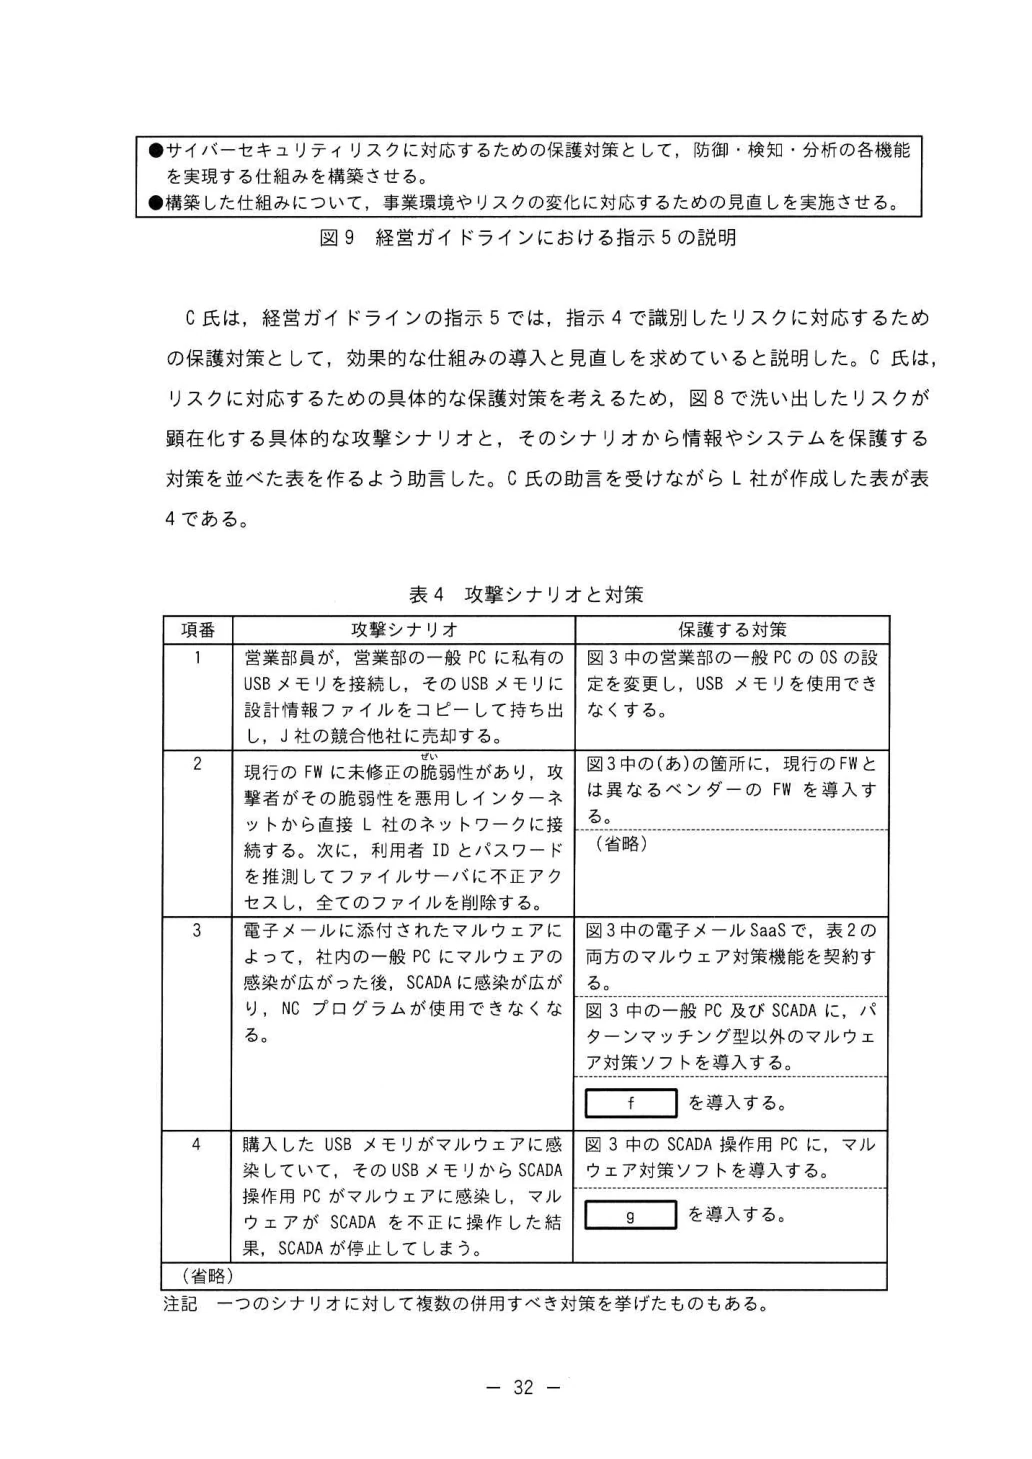 ●サイバーセキュリティリスクに対応するための保護対策として，防御・検知・分析の各機能
を実現する仕組みを構築させる。
●構築した仕組みについて，事業環境やリスクの変化に対応するための見直しを実施させる。
図9　経営ガイドラインにおける指示5の説明
C氏は，経営ガイドラインの指示5では，指示4で識別したリスクに対応するため
の保護対策として，効果的な仕組みの導入と見直しを求めていると説明した。C氏は，
リスクに対応するための具体的な保護対策を考えるため，図8で洗い出したリスクが
顕在化する具体的な攻撃シナリオと，そのシナリオから情報やシステムを保護する
対策を並べた表を作るよう助言した。C氏の助言を受けながらL社が作成した表が表
4である。
表4　攻撃シナリオと対策
項番　攻撃シナリオ　保護する対策
1
営業部員が，営業部の一般PCに私有の
USBメモリを接続し，そのUSBメモリに
設計情報ファイルをコピーして持ち出
し，J社の競合他社に売却する。
図3中の営業部の一般PCのOSの設
定を変更し，USBメモリを使用でき
なくする。
2
ぜい
現行のFWに未修正の脆弱性があり，攻
撃者がその脆弱性を悪用しインターネ
ットから直接L社のネットワークに接
続する。次に，利用者IDとパスワード
を推測してファイルサーバに不正アク
セスし，全てのファイルを削除する。
図3中の(あ)の箇所に，現行のFWと
は異なるベンダーのFWを導入す
る。
（省略）
3
電子メールに添付されたマルウェアに
よって，社内の一般PCにマルウェアの
感染が広がった後，SCADAに感染が広が
り，NCプログラムが使用できなくな
る。
図3中の電子メールSaaSで，表2の
両方のマルウェア対策機能を契約す
る。
図3中の一般PC及びSCADAに，パ
ターンマッチング型以外のマルウェ
ア対策ソフトを導入する。
f を導入する。
4
購入したUSBメモリがマルウェアに感
染していて，そのUSBメモリからSCADA
操作用PCがマルウェアに感染し，マル
ウェアがSCADAを不正に操作した結
果，SCADAが停止してしまう。
図3中のSCADA操作用PCに，マル
ウェア対策ソフトを導入する。
g を導入する。
（省略）
注記　一つのシナリオに対して複数の併用すべき対策を挙げたものもある。
－ 32 －